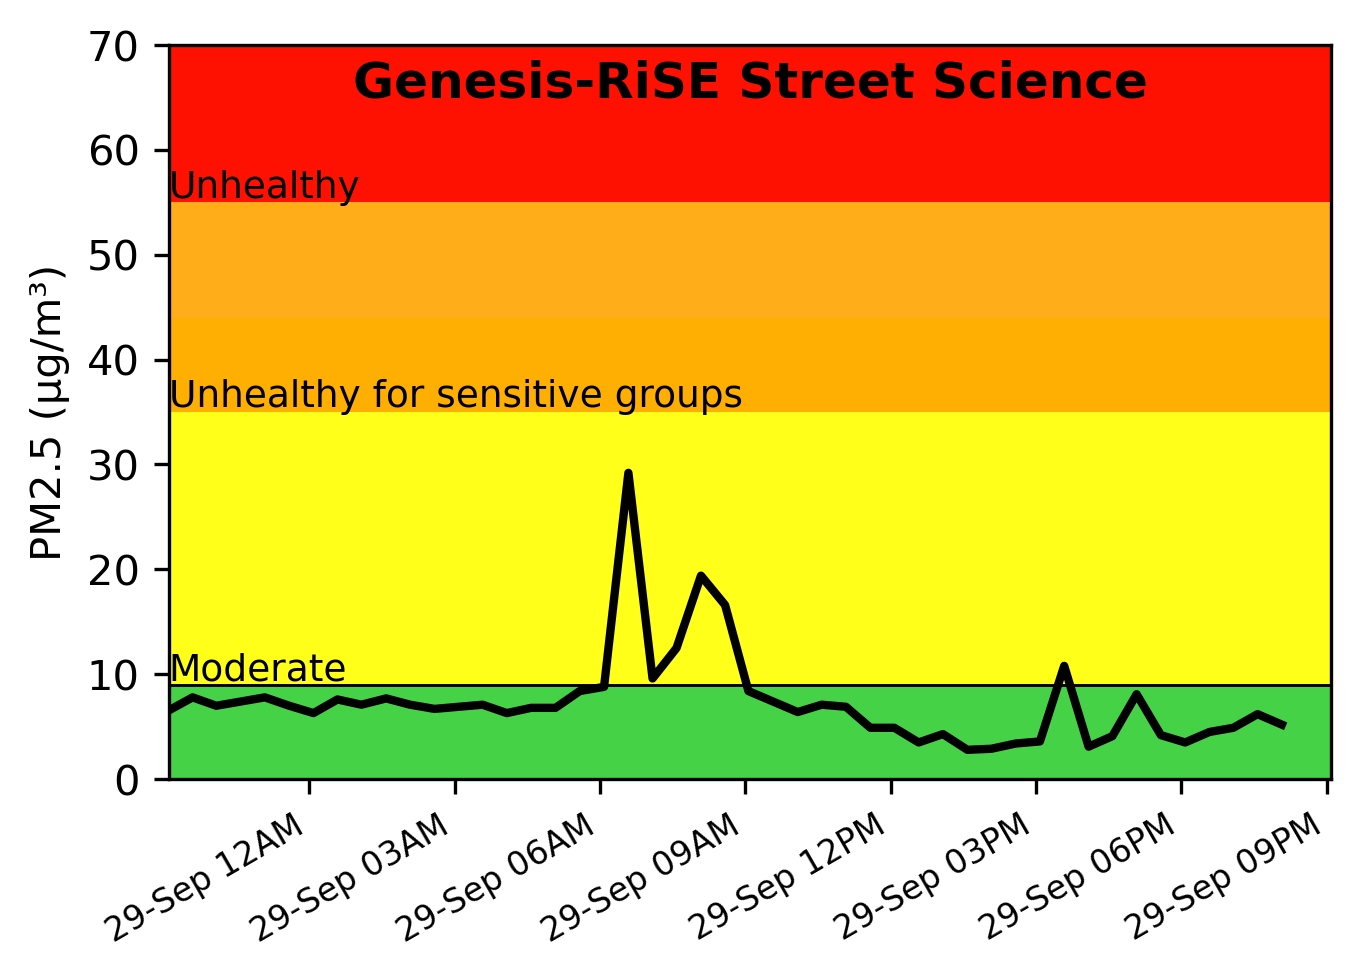 Genesis-RiSE Street Science
PM2.5 (µg/m³)
70
60
50
40
30
20
10
0
Unhealthy
Unhealthy for sensitive groups
Moderate
29-Sep 12AM
29-Sep 03AM
29-Sep 06AM
29-Sep 09AM
29-Sep 12PM
29-Sep 03PM
29-Sep 06PM
29-Sep 09PM